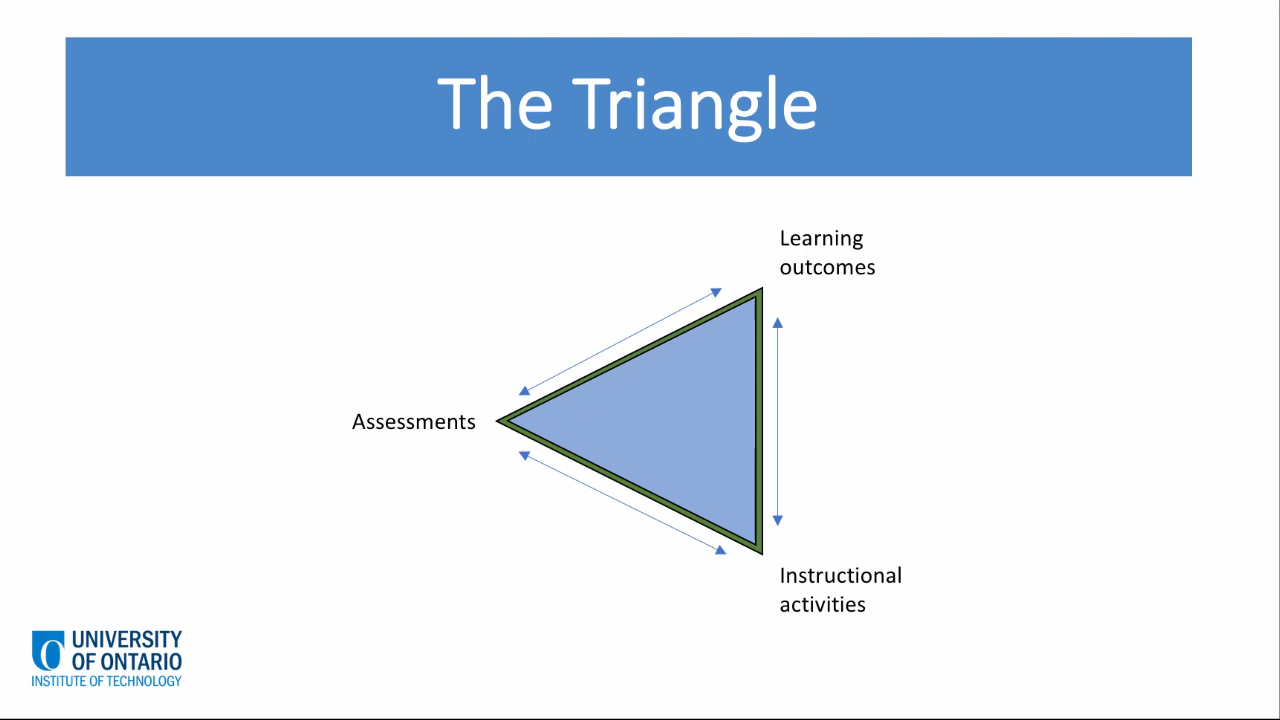 The Triangle
Learning
outcomes
Assessments
Instructional
activities
UNIVERSITY
OF ONTARIO
INSTITUTE OF TECHNOLOGY